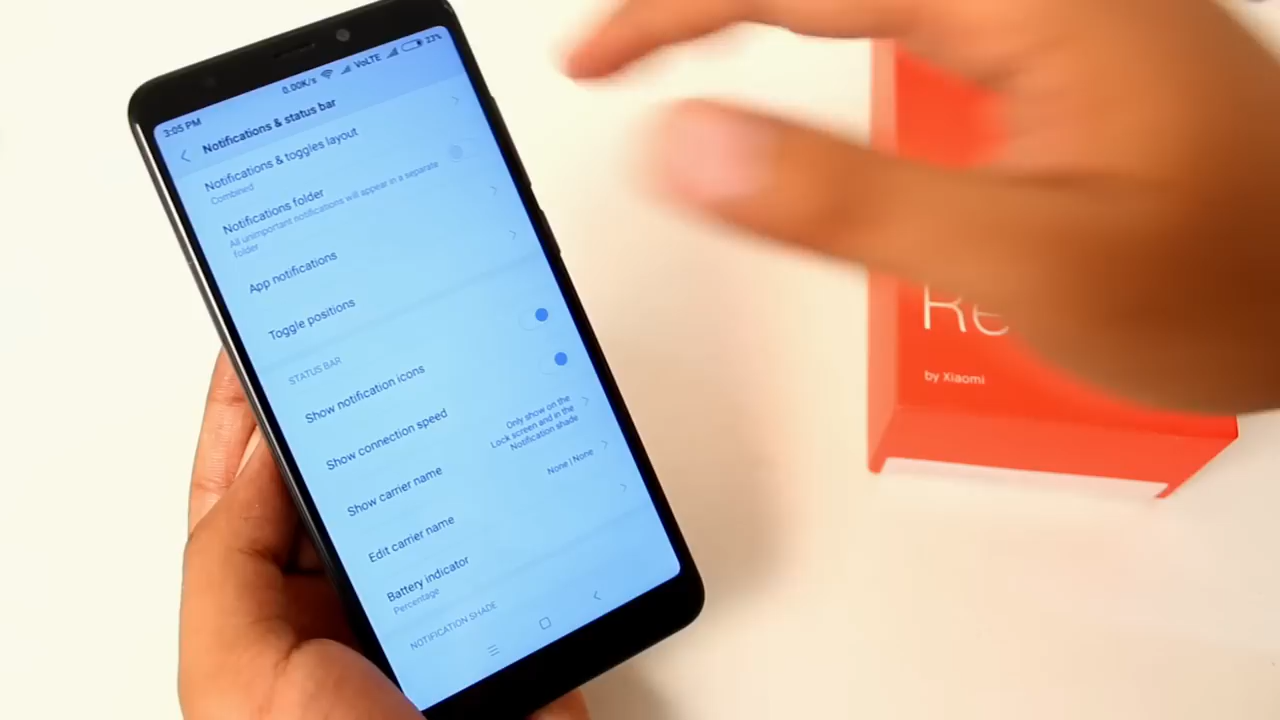 3:05 PM 0.00K/s VoLTE 23%
Notifications & status bar
Notifications & toggles layout
Combined
Notifications folder
All unimportant notifications will appear in a separate
folder
App notifications
Toggle positions
STATUS BAR
Show notification icons
Show connection speed
Show carrier name
Only show on the
Lock screen and in the
Notification shade
Edit carrier name
None | None
Battery indicator
Percentage
NOTIFICATION SHADE
by Xiaomi